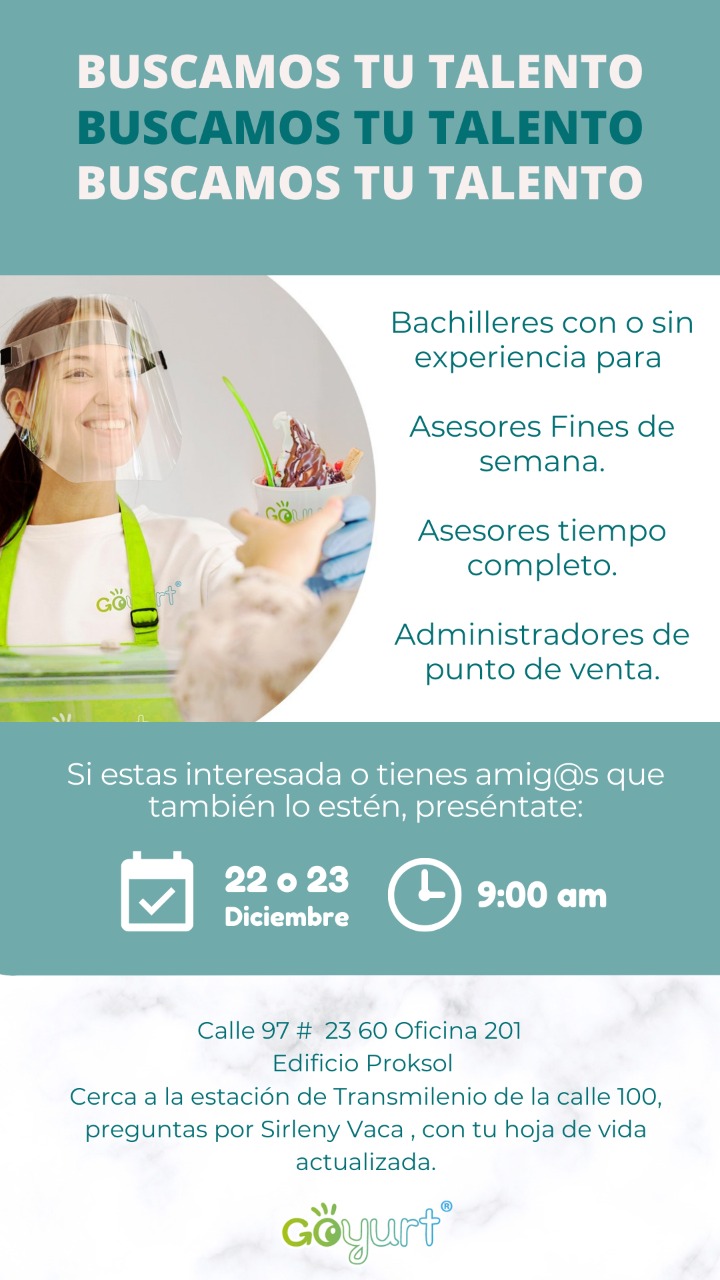 BUSCAMOS TU TALENTO
BUSCAMOS TU TALENTO
BUSCAMOS TU TALENTO
Bachilleres con o sin
experiencia para
Asesores Fines de
semana.
Asesores tiempo
completo.
Administradores de
punto de venta.
GOyurt®
GOyu
Si estas interesada o tienes amig@s que
también lo estén, preséntate:
22 o 23
Diciembre
9:00 am
Calle 97 # 23 60 Oficina 201
Edificio Proksol
Cerca a la estación de Transmilenio de la calle 100,
preguntas por Sirleny Vaca , con tu hoja de vida
actualizada.
GOyurt®